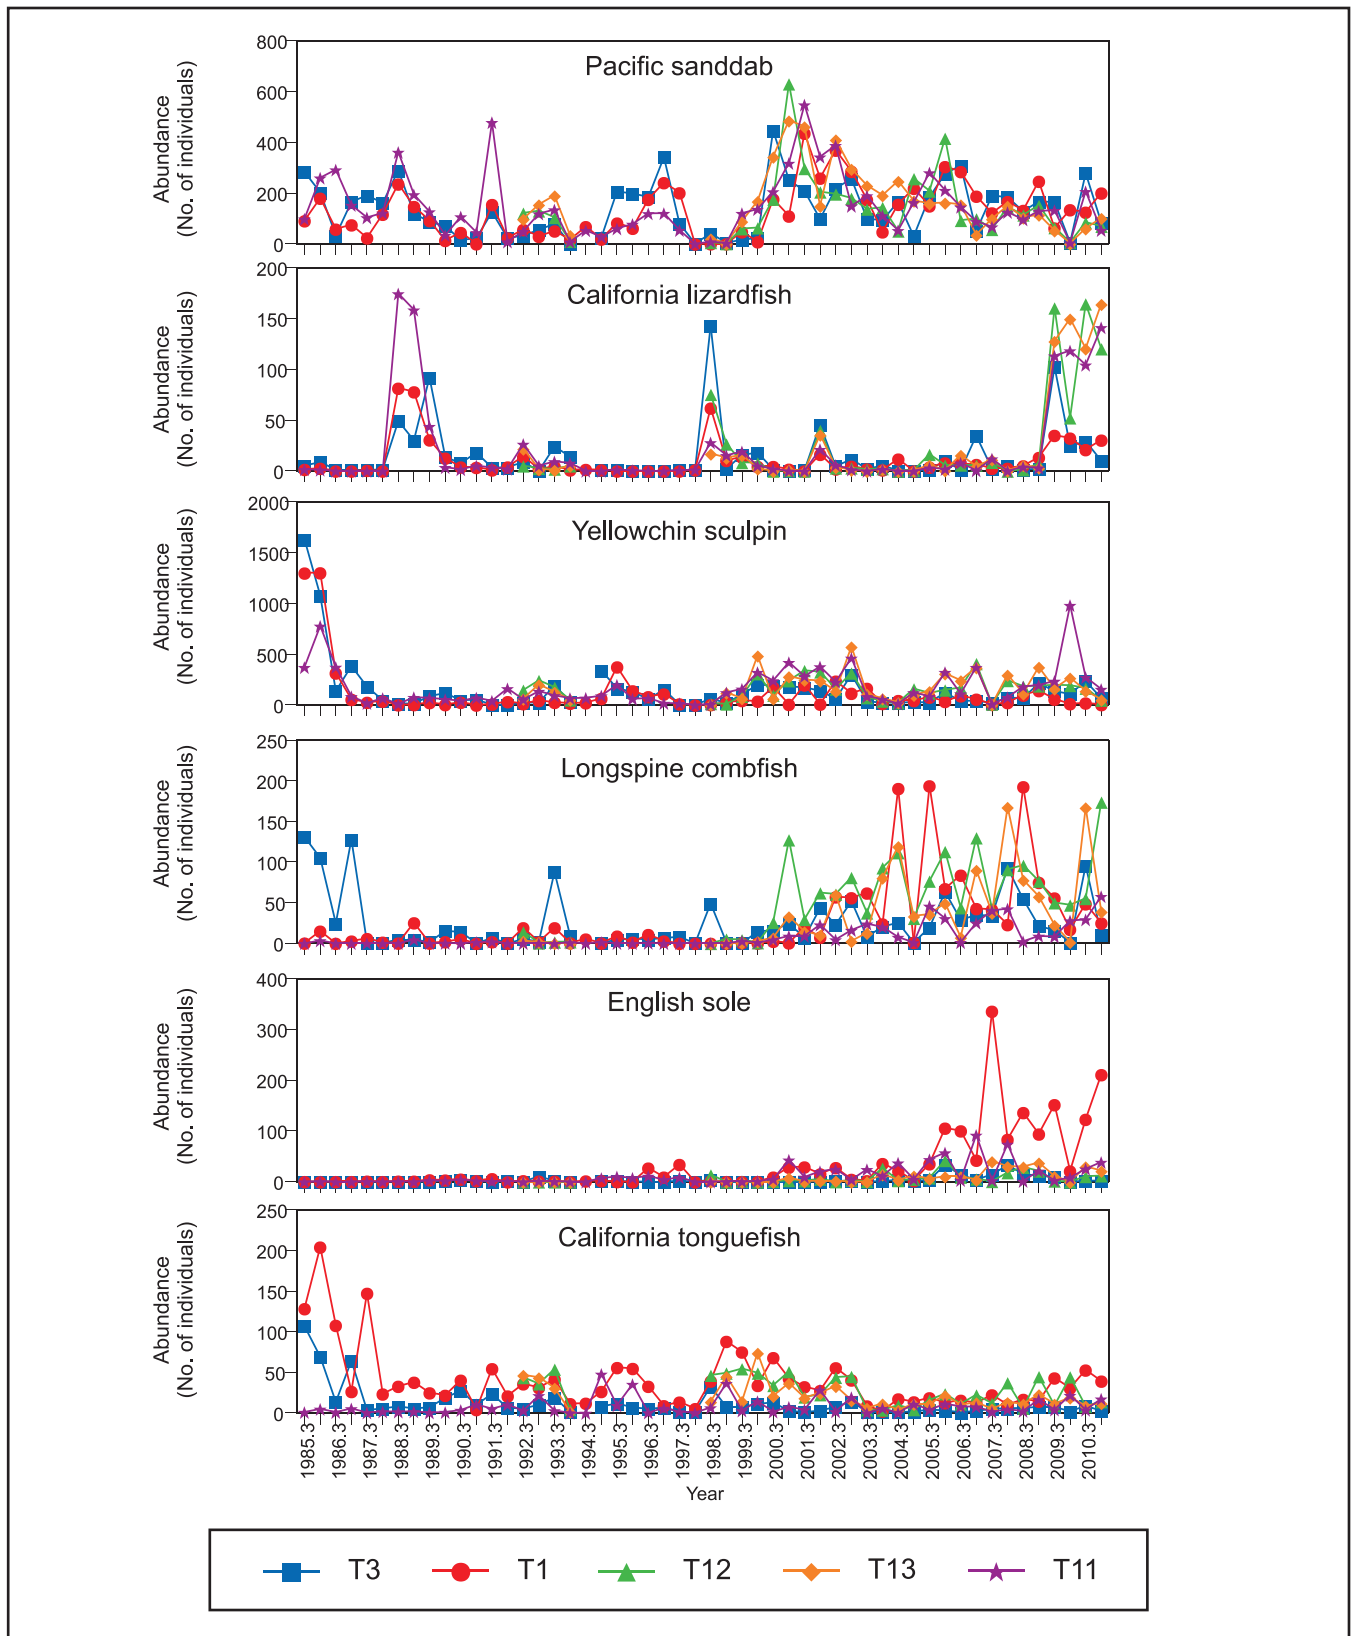 Pacific sanddab
Abundance
(No. of individuals)
800
600
400
200
0
California lizardfish
Abundance
(No. of individuals)
200
150
100
50
0
Yellowchin sculpin
Abundance
(No. of individuals)
2000
1500
1000
500
0
Longspine combfish
Abundance
(No. of individuals)
250
200
150
100
50
0
English sole
Abundance
(No. of individuals)
400
300
200
100
0
California tonguefish
Abundance
(No. of individuals)
250
200
150
100
50
0
1985.3
1986.3
1987.3
1988.3
1989.3
1990.3
1991.3
1992.3
1993.3
1994.3
1995.3
1996.3
1997.3
1998.3
1999.3
2000.3
2001.3
2002.3
2003.3
2004.3
2005.3
2006.3
2007.3
2008.3
2009.3
2010.3
Year
T3 T1 T12 T13 T11